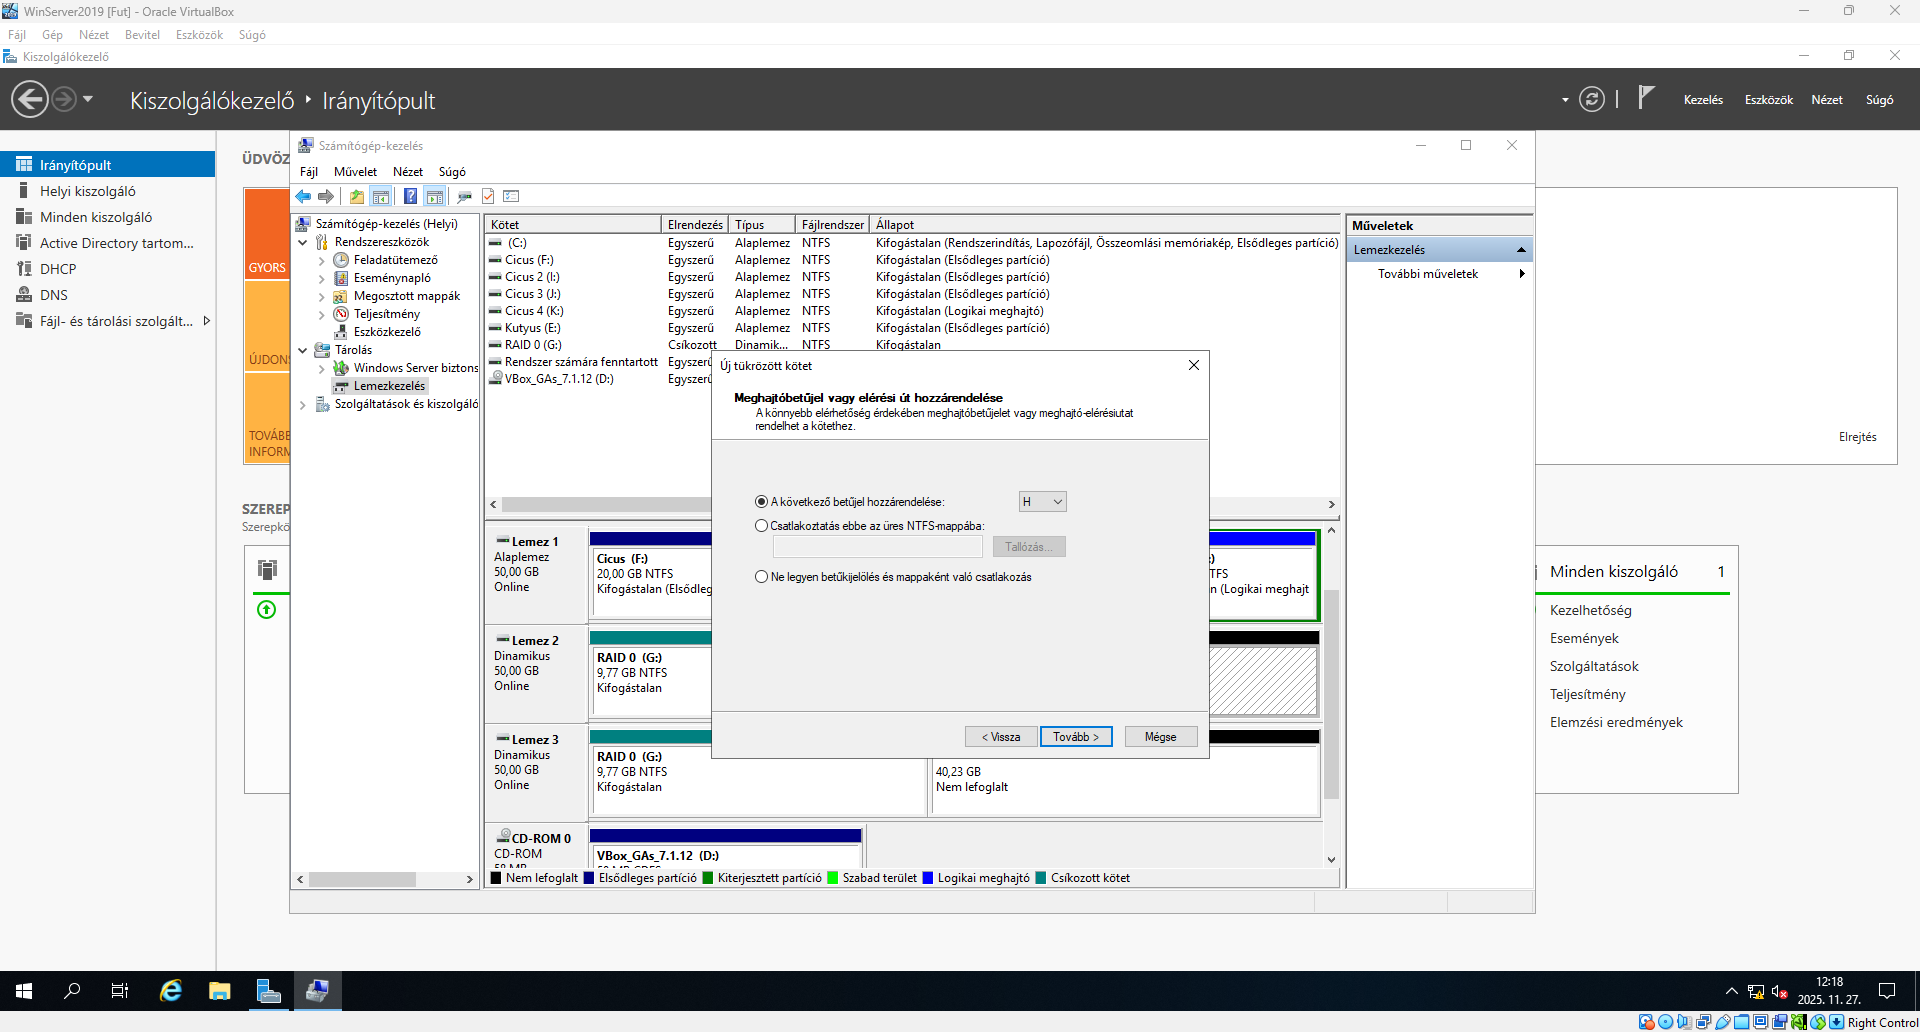 WinServer2019 [Fut] - Oracle VirtualBox
Fájl Gép Nézet Bevitel Eszközök Súgó
Kiszolgálókezelő
Kiszolgálókezelő ‣ Irányítópult
Kezelés Eszközök Nézet Súgó
Irányítópult
Helyi kiszolgáló
Minden kiszolgáló
Active Directory tartom...
DHCP
DNS
Fájl- és tárolási szolgált...
ÜDVÖZ
GYORS
ÚJDONS
TOVÁBB
INFORM
Elrejtés
SZEREP
Szerepkö
Számítógép-kezelés
Fájl Művelet Nézet Súgó
Számítógép-kezelés (Helyi)
Rendszereszközök
Feladatütemező
Eseménynapló
Megosztott mappák
Teljesítmény
Eszközkezelő
Tárolás
Windows Server biztons
Lemezkezelés
Szolgáltatások és kiszolgáló
Kötet Elrendezés Típus Fájlrendszer Állapot
(C:) Egyszerű Alaplemez NTFS Kifogástalan (Rendszerindítás, Lapozófájl, Összeomlási memóriakép, Elsődleges partíció)
Cicus (F:) Egyszerű Alaplemez NTFS Kifogástalan (Elsődleges partíció)
Cicus 2 (I:) Egyszerű Alaplemez NTFS Kifogástalan (Elsődleges partíció)
Cicus 3 (J:) Egyszerű Alaplemez NTFS Kifogástalan (Elsődleges partíció)
Cicus 4 (K:) Egyszerű Alaplemez NTFS Kifogástalan (Logikai meghajtó)
Kutyus (E:) Egyszerű Alaplemez NTFS Kifogástalan (Elsődleges partíció)
RAID 0 (G:) Csíkozott Dinamik... NTFS Kifogástalan
Rendszer számára fenntartott Egyszerű
VBox_GAs_7.1.12 (D:) Egyszerű
Műveletek
Lemezkezelés
További műveletek
Új tükrözött kötet
Meghajtóbetűjel vagy elérési út hozzárendelése
A könnyebb elérhetőség érdekében meghajtóbetűjelet vagy meghajtó-elérésiutat
rendelhet a kötethez.
A következő betűjel hozzárendelése: H
Csatlakoztatás ebbe az üres NTFS-mappába:
Tallózás...
Ne legyen betűkijelölés és mappaként való csatlakozás
< Vissza Tovább > Mégse
Lemez 1
Alaplemez
50,00 GB
Online
Cicus (F:)
20,00 GB NTFS
Kifogástalan (Elsődleg
:)
TFS
n (Logikai meghajt
Lemez 2
Dinamikus
50,00 GB
Online
RAID 0 (G:)
9,77 GB NTFS
Kifogástalan
Lemez 3
Dinamikus
50,00 GB
Online
RAID 0 (G:)
9,77 GB NTFS
Kifogástalan
40,23 GB
Nem lefoglalt
CD-ROM 0
CD-ROM
VBox_GAs_7.1.12 (D:)
Nem lefoglalt Elsődleges partíció Kiterjesztett partíció Szabad terület Logikai meghajtó Csíkozott kötet
Minden kiszolgáló 1
Kezelhetőség
Események
Szolgáltatások
Teljesítmény
Elemzési eredmények
12:18
2025. 11. 27.
Right Control